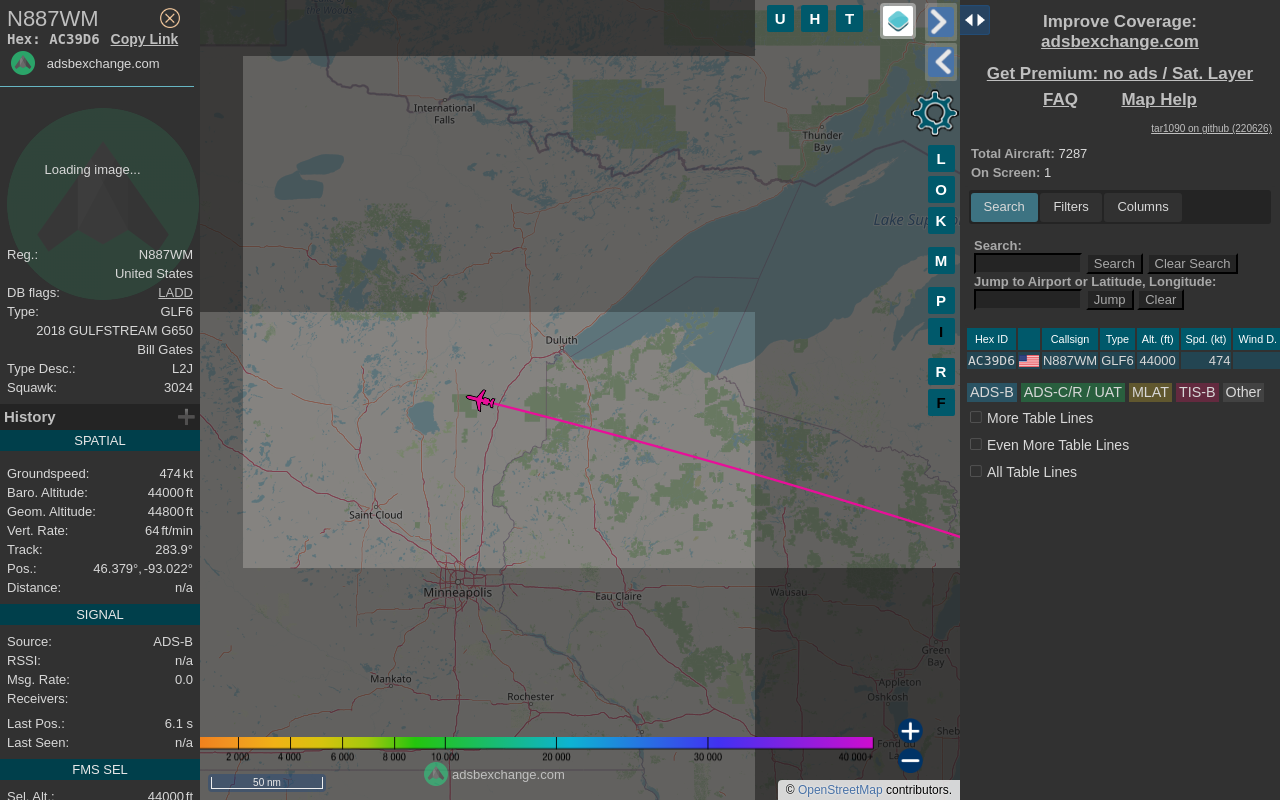 N887WM
Hex: AC39D6 Copy Link
adsbexchange.com
Loading image...
Reg.: N887WM
United States
DB flags: LADD
Type: GLF6
2018 GULFSTREAM G650
Bill Gates
Type Desc.: L2J
Squawk: 3024
History
SPATIAL
Groundspeed: 474 kt
Baro. Altitude: 44000 ft
Geom. Altitude: 44800 ft
Vert. Rate: 64 ft/min
Track: 283.9°
Pos.: 46.379°, -93.022°
Distance: n/a
SIGNAL
Source: ADS-B
RSSI: n/a
Msg. Rate: 0.0
Receivers:
Last Pos.: 6.1 s
Last Seen: n/a
FMS SEL
Sel. Alt.: 44000 ft
the Woods
International
Falls
Thunder
Bay
Duluth
Saint Cloud
Minneapolis
Eau Claire
Wausau
Green
Bay
Appleton
Oshkosh
Mankato
Rochester
Fond du
U H T
L
O
K
M
P
I
R
F
2 000 4 000 6 000 8 000 10 000 20 000 30 000 40 000+
50 nm
adsbexchange.com
© OpenStreetMap contributors.
Improve Coverage:
adsbexchange.com
Get Premium: no ads / Sat. Layer
FAQ Map Help
tar1090 on github (220626)
Total Aircraft: 7287
On Screen: 1
Search Filters Columns
Search:
Search Clear Search
Jump to Airport or Latitude, Longitude:
Jump Clear
Hex ID Callsign Type Alt. (ft) Spd. (kt) Wind D.
AC39D6 N887WM GLF6 44000 474
ADS-B ADS-C/R / UAT MLAT TIS-B Other
More Table Lines
Even More Table Lines
All Table Lines